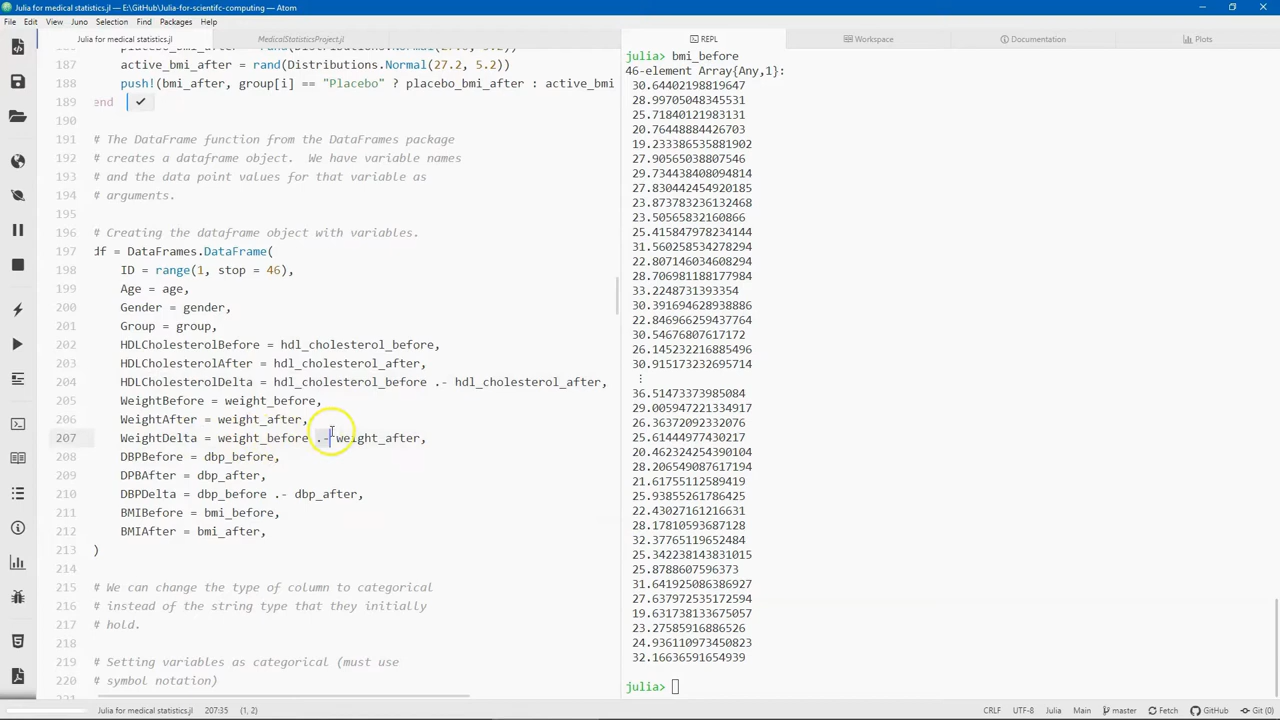 Julia for medical statistics.jl — E:\GitHub\Julia-for-scientifc-computing — Atom
File Edit View Juno Selection Find Packages Help
Julia for medical statistics.jl
MedicalStatisticsProject.jl
187 active_bmi_after = rand(Distributions.Normal(27.2, 5.2))
188 push!(bmi_after, group[i] == "Placebo" ? placebo_bmi_after : active_bmi
189 end
190
191 # The DataFrame function from the DataFrames package
192 # creates a dataframe object.  We have variable names
193 # and the data point values for that variable as
194 # arguments.
195
196 # Creating the dataframe object with variables.
197 df = DataFrames.DataFrame(
198 ID = range(1, stop = 46),
199 Age = age,
200 Gender = gender,
201 Group = group,
202 HDLCholesterolBefore = hdl_cholesterol_before,
203 HDLCholesterolAfter = hdl_cholesterol_after,
204 HDLCholesterolDelta = hdl_cholesterol_before .- hdl_cholesterol_after,
205 WeightBefore = weight_before,
206 WeightAfter = weight_after,
207 WeightDelta = weight_before .- weight_after,
208 DBPBefore = dbp_before,
209 DPBAfter = dbp_after,
210 DBPDelta = dbp_before .- dbp_after,
211 BMIBefore = bmi_before,
212 BMIAfter = bmi_after,
213 )
214
215 # We can change the type of column to categorical
216 # instead of the string type that they initially
217 # hold.
218
219 # Setting variables as categorical (must use
220 # symbol notation)
REPL
Workspace
Documentation
Plots
julia> bmi_before
46-element Array{Any,1}:
30.64402198819647
28.99705048345531
25.71840121983131
20.76448884426703
19.233386535881902
27.90565038807546
29.734438408094814
27.830442454920185
23.873783236132468
23.50565832160866
25.415847978234144
31.560258534278294
22.807146034608294
28.706981188177984
33.2248731393354
30.391694628938886
22.846966259437764
30.54676807617172
26.145232216885496
30.915173232695714
⋮
36.51473373985084
29.005947221334917
26.36372092332076
25.61444977430217
20.462324254390104
28.206549087617194
21.61755112589419
25.93855261786425
22.43027161216631
28.17810593687128
32.37765119652484
25.342238143831015
25.8788607596373
31.641925086386927
27.637972535172594
19.631738133675057
23.27585916886526
24.936110973450823
32.16636591654939
julia>
Julia for medical statistics.jl 207:35 (1, 2)
CRLF UTF-8 Julia Main master Fetch GitHub Git (0)